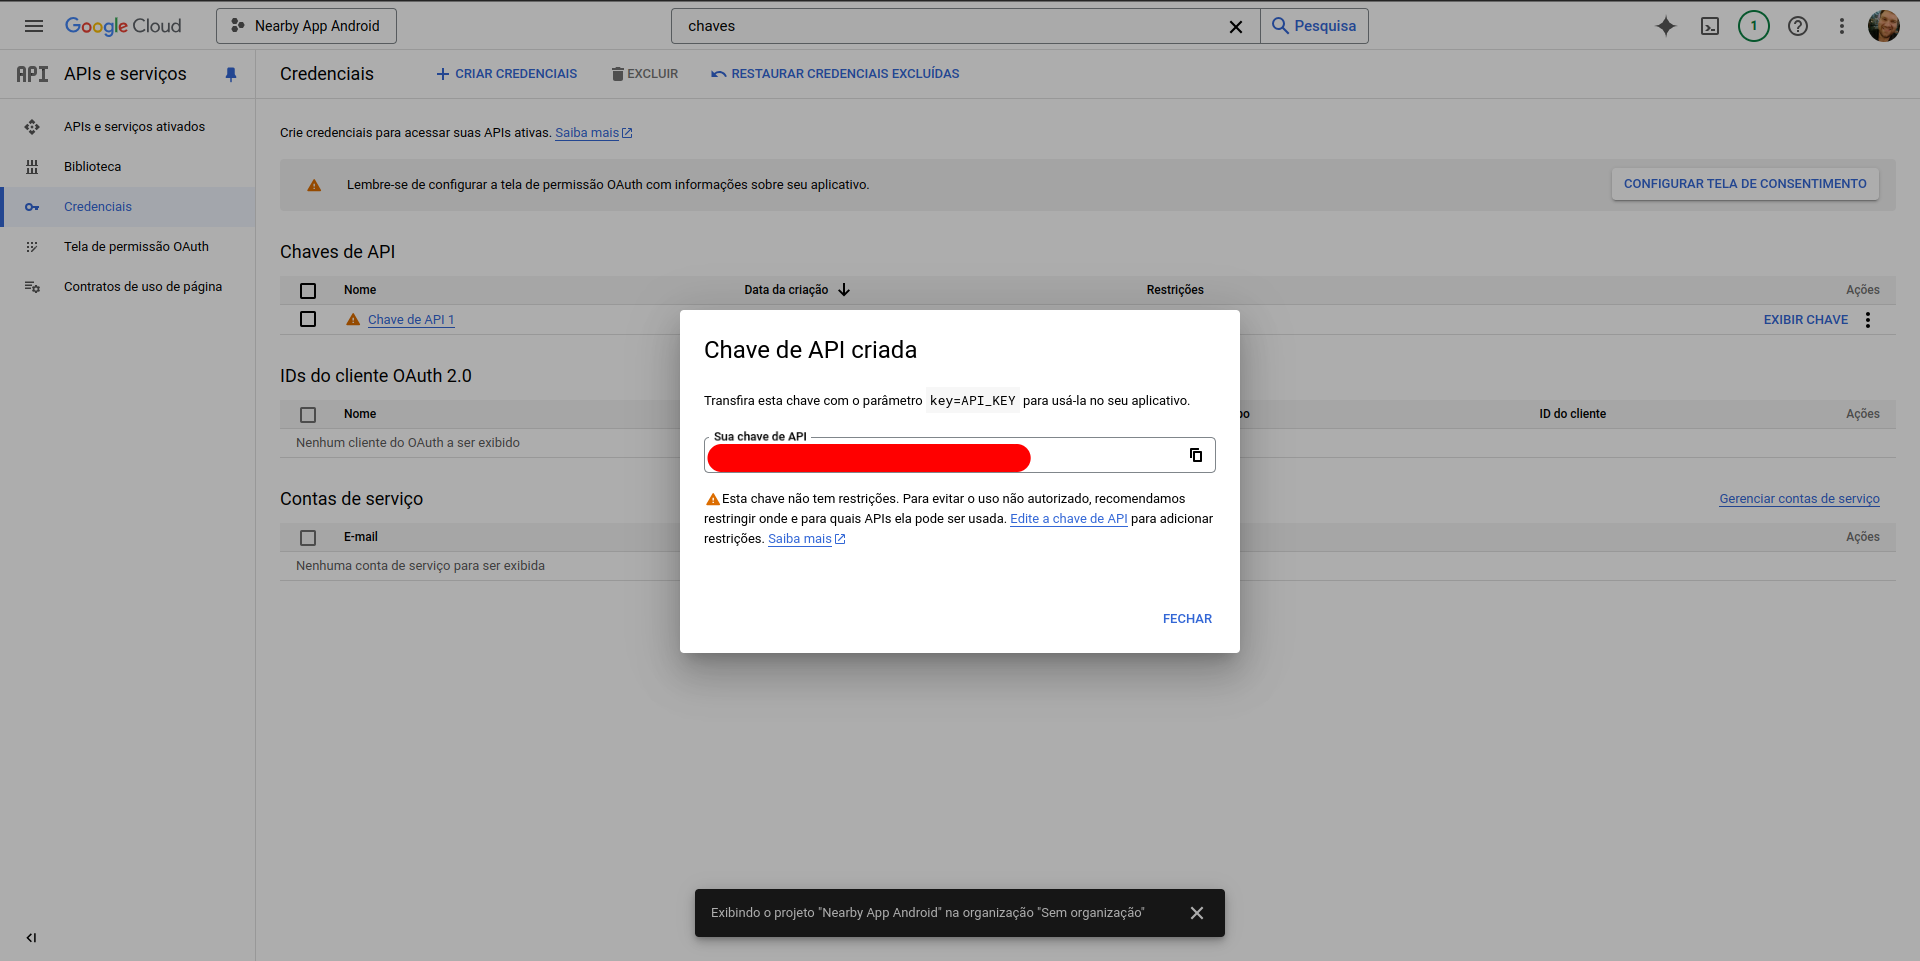 Google Cloud
Nearby App Android
chaves
Pesquisa
1
API APIs e serviços
Credenciais
CRIAR CREDENCIAIS
EXCLUIR
RESTAURAR CREDENCIAIS EXCLUÍDAS
APIs e serviços ativados
Biblioteca
Credenciais
Tela de permissão OAuth
Contratos de uso de página
Crie credenciais para acessar suas APIs ativas. Saiba mais
Lembre-se de configurar a tela de permissão OAuth com informações sobre seu aplicativo.
CONFIGURAR TELA DE CONSENTIMENTO
Chaves de API
Nome
Data da criação
Restrições
Ações
Chave de API 1
EXIBIR CHAVE
IDs do cliente OAuth 2.0
Nome
ID do cliente
Ações
Nenhum cliente do OAuth a ser exibido
Contas de serviço
Gerenciar contas de serviço
E-mail
Ações
Nenhuma conta de serviço para ser exibida
Chave de API criada
Transfira esta chave com o parâmetro key=API_KEY para usá-la no seu aplicativo.
Sua chave de API
Esta chave não tem restrições. Para evitar o uso não autorizado, recomendamos
restringir onde e para quais APIs ela pode ser usada. Edite a chave de API para adicionar
restrições. Saiba mais
FECHAR
Exibindo o projeto "Nearby App Android" na organização "Sem organização"